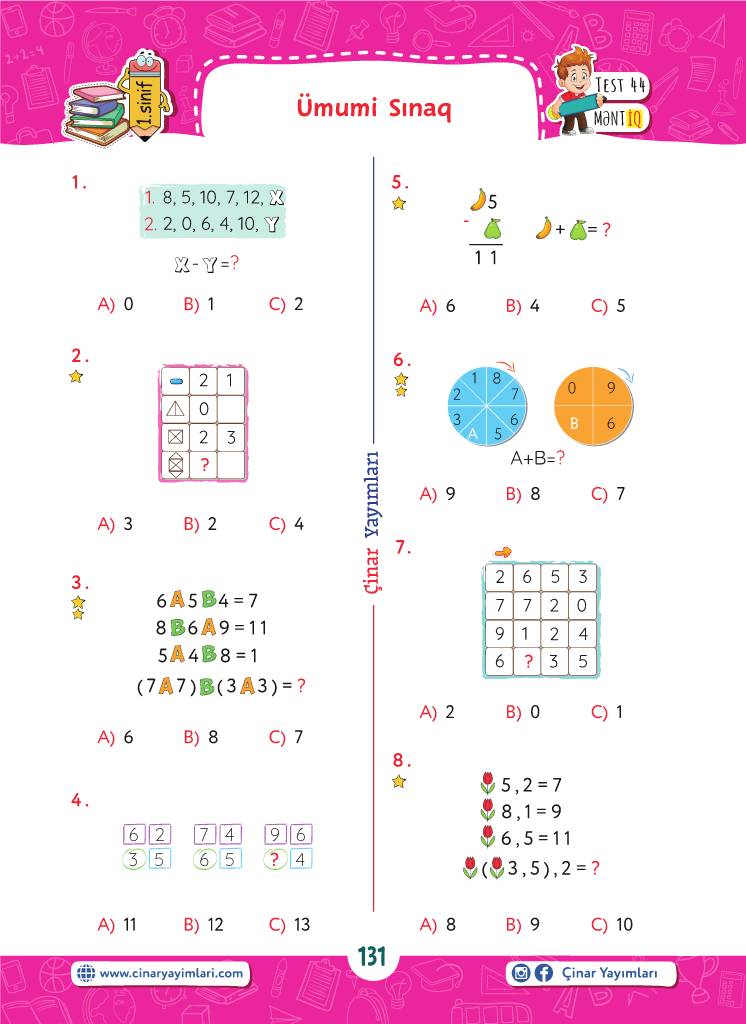 1.sinif
Ümumi Sınaq
TEST 44
MƏNTİQ
1.
1. 8, 5, 10, 7, 12, X
2. 2, 0, 6, 4, 10, Y
X - Y = ?
A) 0 B) 1 C) 2
2.
2 1
0
2 3
?
A) 3 B) 2 C) 4
3.
6 A 5 B 4 = 7
8 B 6 A 9 = 11
5 A 4 B 8 = 1
(7 A 7) B (3 A 3) = ?
A) 6 B) 8 C) 7
4.
6 2 7 4 9 6
3 5 6 5 ? 4
A) 11 B) 12 C) 13
Çinar Yayımları
5.
5
-
+ = ?
1 1
A) 6 B) 4 C) 5
6.
1 8 7 6 5 A 3 2
0 9 6 B
A+B=?
A) 9 B) 8 C) 7
7.
2 6 5 3
7 7 2 0
9 1 2 4
6 ? 3 5
A) 2 B) 0 C) 1
8.
5 , 2 = 7
8 , 1 = 9
6 , 5 = 11
( 3 , 5 ) , 2 = ?
A) 8 B) 9 C) 10
www.cinaryayimlari.com
131
Çinar Yayımları